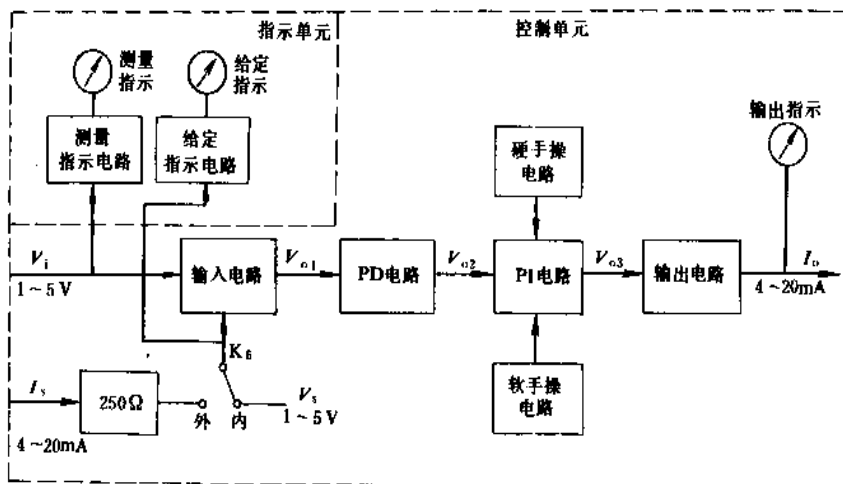 指示单元
控制单元
测量
指示
给定
指示
输出指示
测量
指示电路
给定
指示电路
硬手操
电路
V_i
1~5V
输入电路
V_o1
PD电路
V_o2
PI电路
V_o3
输出电路
I_o
4~20mA
K_6
I_s
250Ω
外
内
V_s
1~5V
4~20mA
软手操
电路